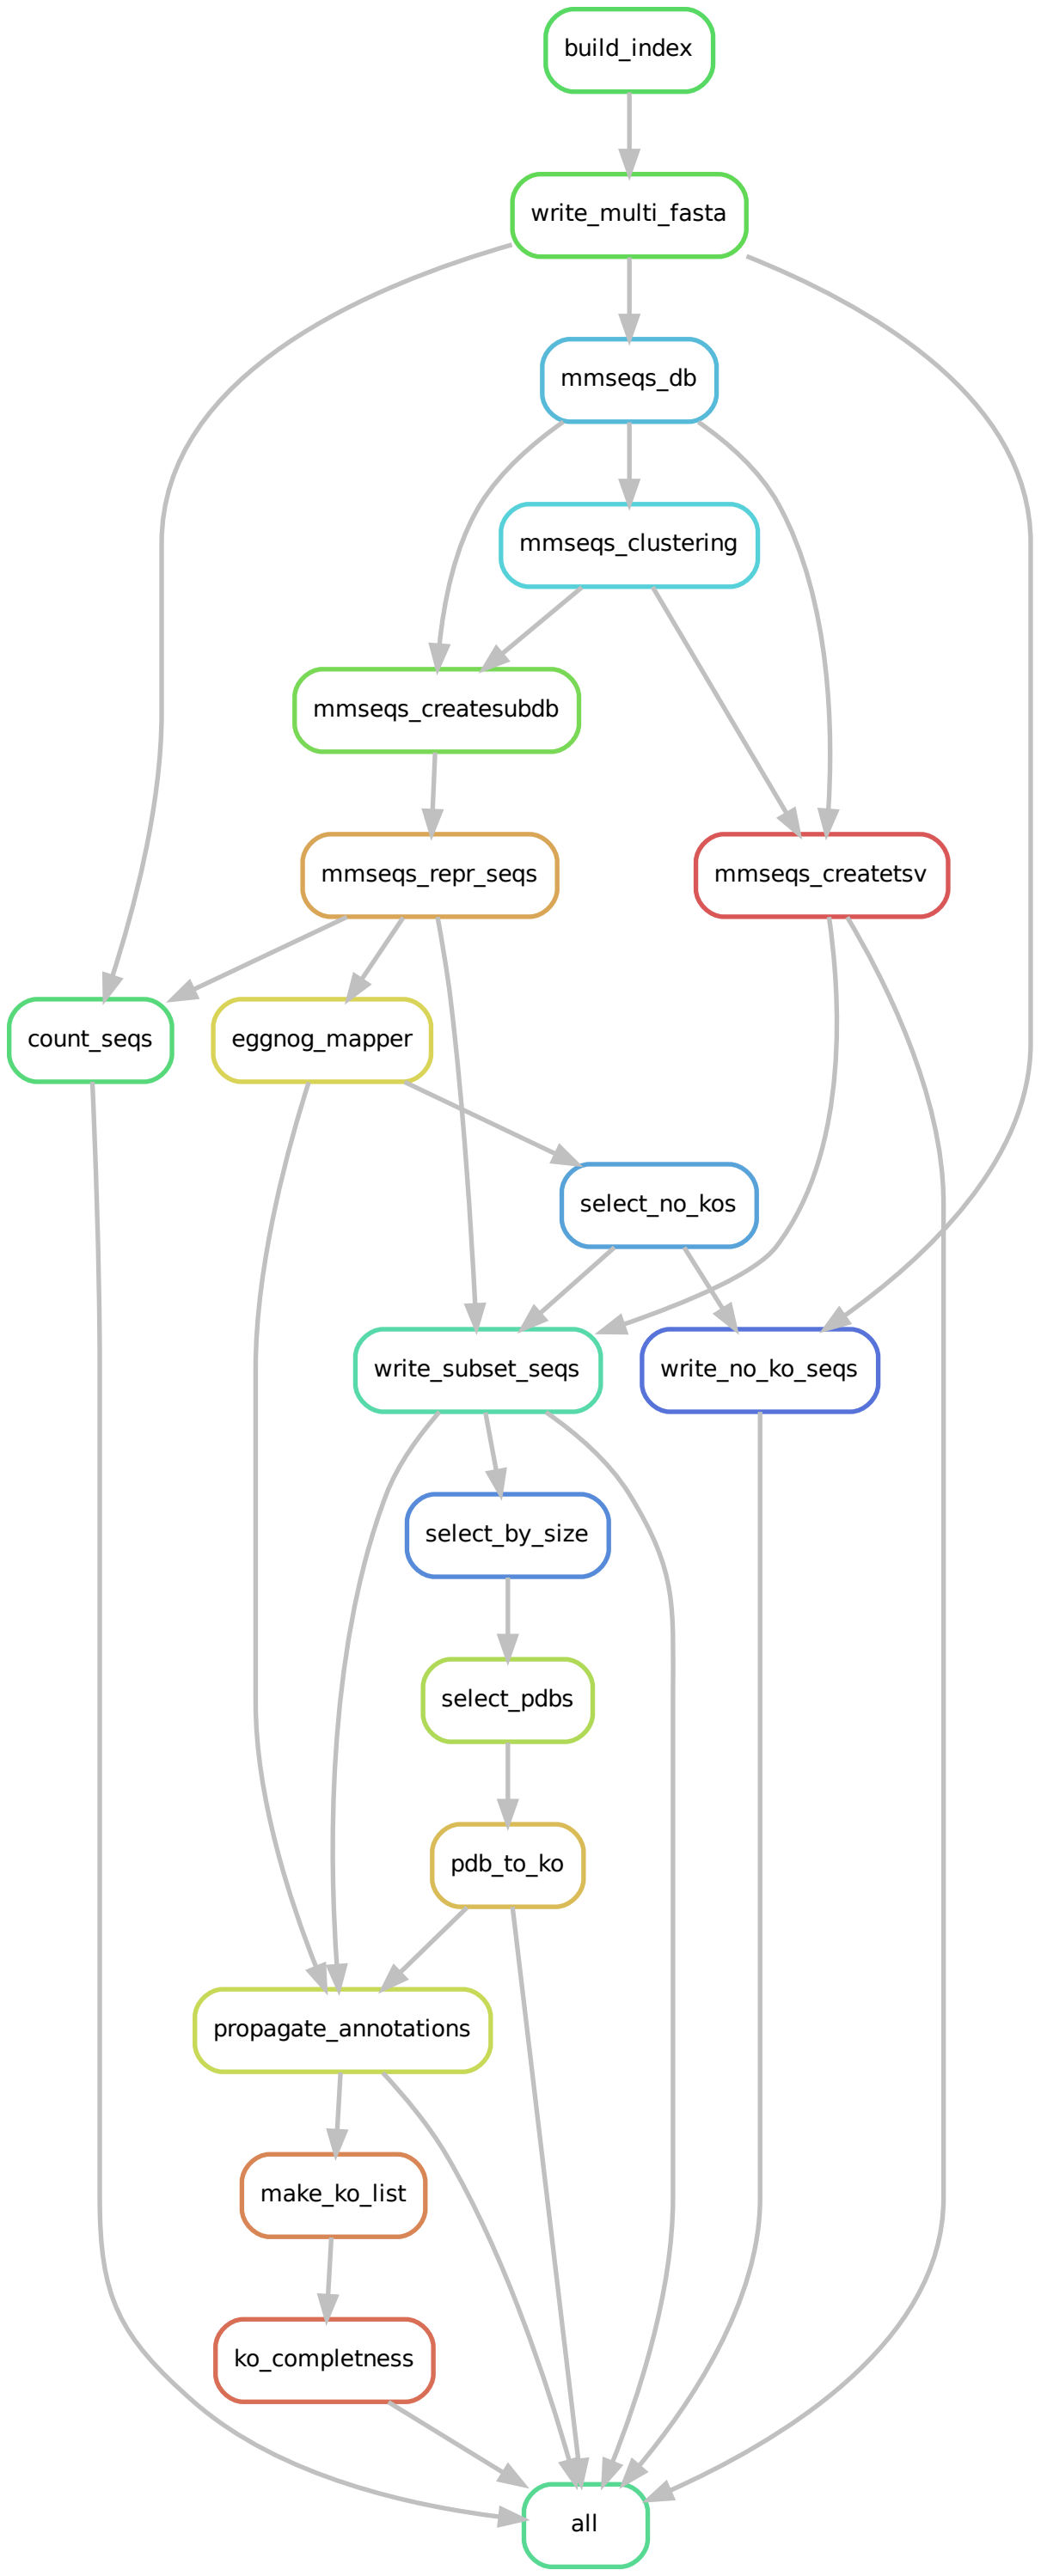 build_index
write_multi_fasta
mmseqs_db
mmseqs_clustering
mmseqs_createsubdb
mmseqs_repr_seqs
mmseqs_createtsv
count_seqs
eggnog_mapper
select_no_kos
write_subset_seqs
write_no_ko_seqs
select_by_size
select_pdbs
pdb_to_ko
propagate_annotations
make_ko_list
ko_completness
all